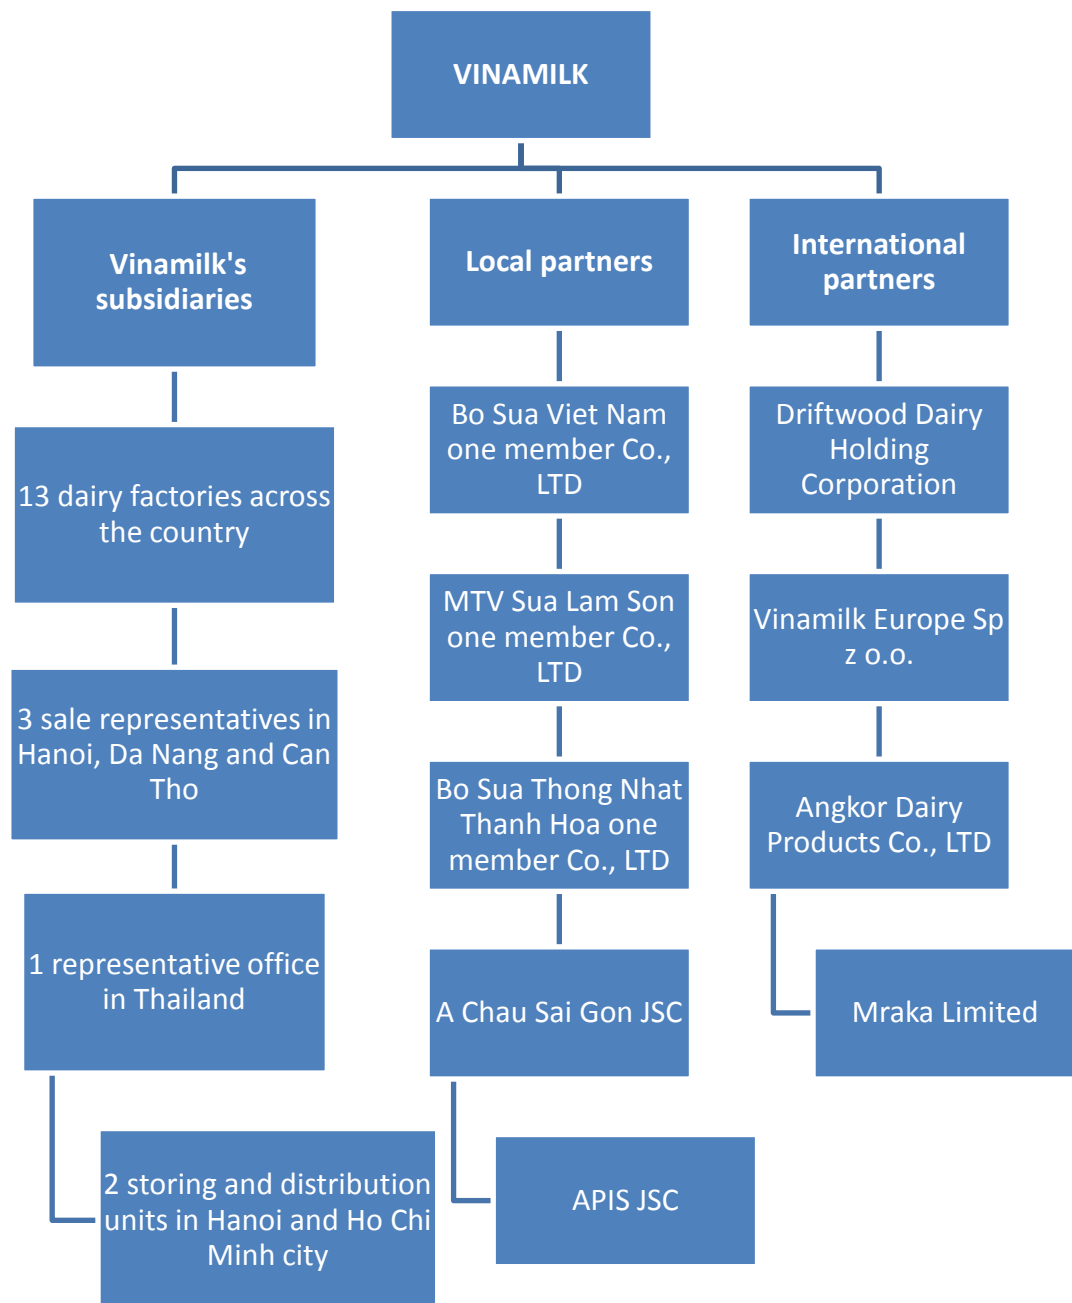 VINAMILK
Vinamilk's
subsidiaries
13 dairy factories across
the country
3 sale representatives in
Hanoi, Da Nang and Can
Tho
1 representative office
in Thailand
2 storing and distribution
units in Hanoi and Ho Chi
Minh city
Local partners
Bo Sua Viet Nam
one member Co.,
LTD
MTV Sua Lam Son
one member Co.,
LTD
Bo Sua Thong Nhat
Thanh Hoa one
member Co., LTD
A Chau Sai Gon JSC
APIS JSC
International
partners
Driftwood Dairy
Holding
Corporation
Vinamilk Europe Sp
z o.o.
Angkor Dairy
Products Co., LTD
Mraka Limited